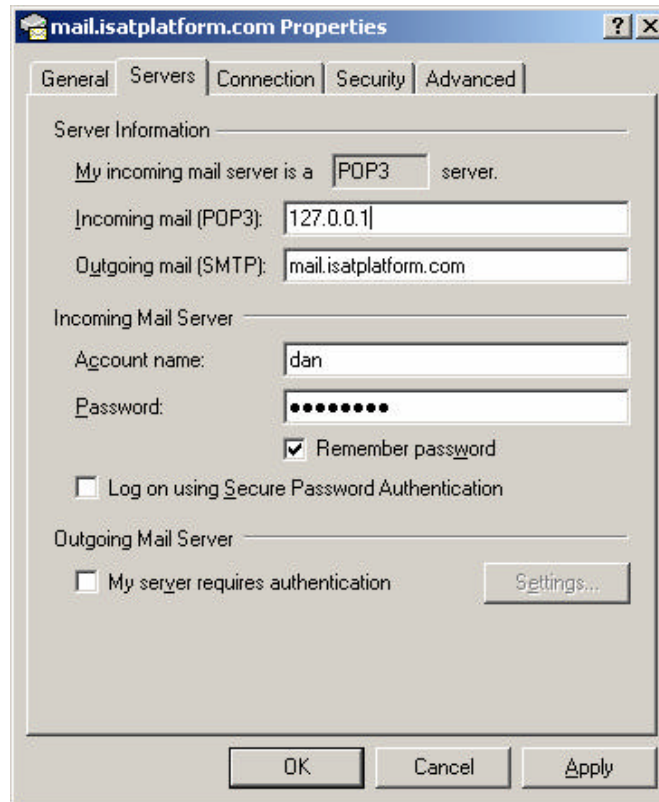 mail.isatplatform.com Properties
General Servers Connection Security Advanced
Server Information
My incoming mail server is a POP3 server.
Incoming mail (POP3): 127.0.0.1
Outgoing mail (SMTP): mail.isatplatform.com
Incoming Mail Server
Account name: dan
Password: ●●●●●●●●
Remember password
Log on using Secure Password Authentication
Outgoing Mail Server
My server requires authentication Settings...
OK Cancel Apply